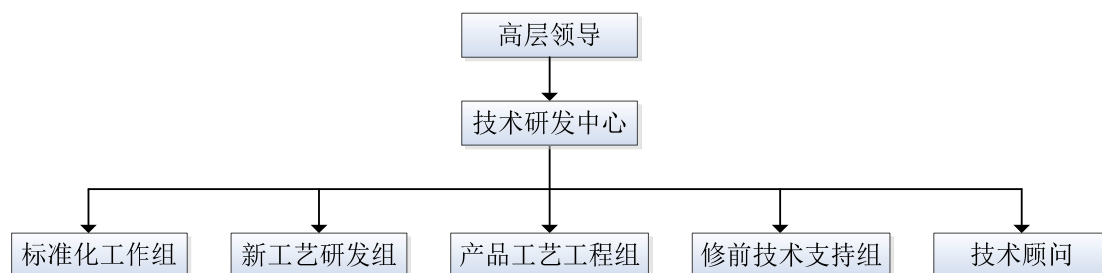 高层领导
技术研发中心
标准化工作组
新工艺研发组
产品工艺工程组
修前技术支持组
技术顾问